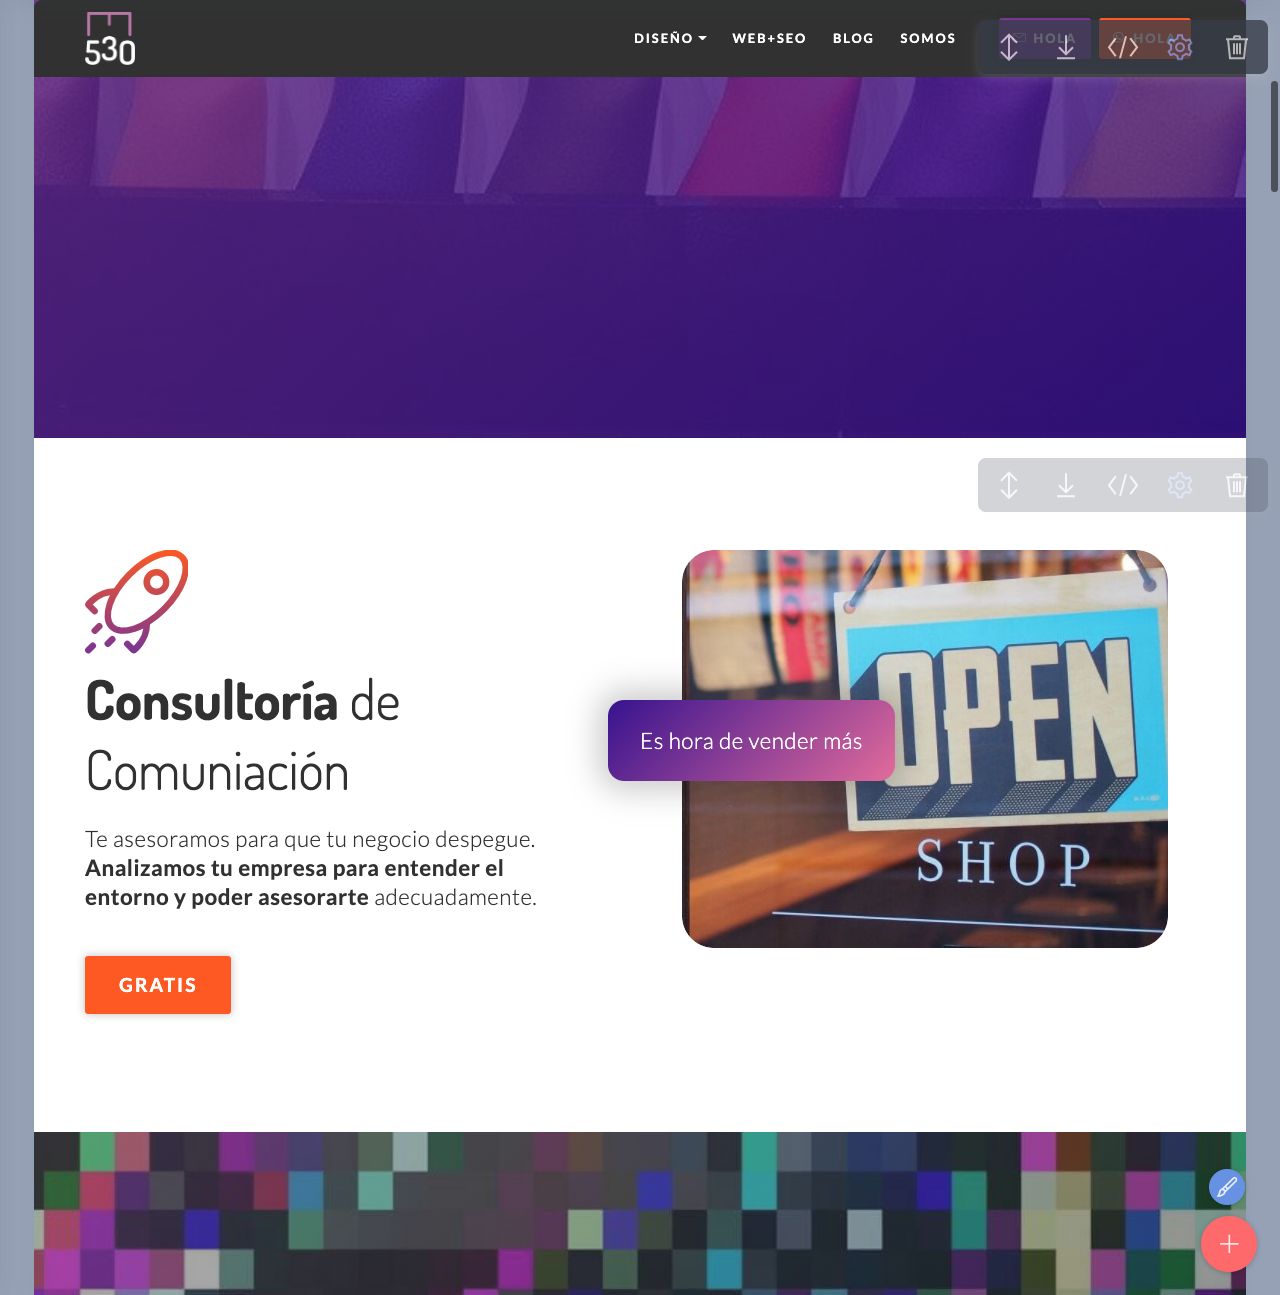 530
DISEÑO
WEB+SEO
BLOG
SOMOS
HOLA
HOLA
Consultoría de
Comuniación
Te asesoramos para que tu negocio despegue.
Analizamos tu empresa para entender el
entorno y poder asesorarte adecuadamente.
GRATIS
Es hora de vender más
OPEN
SHOP